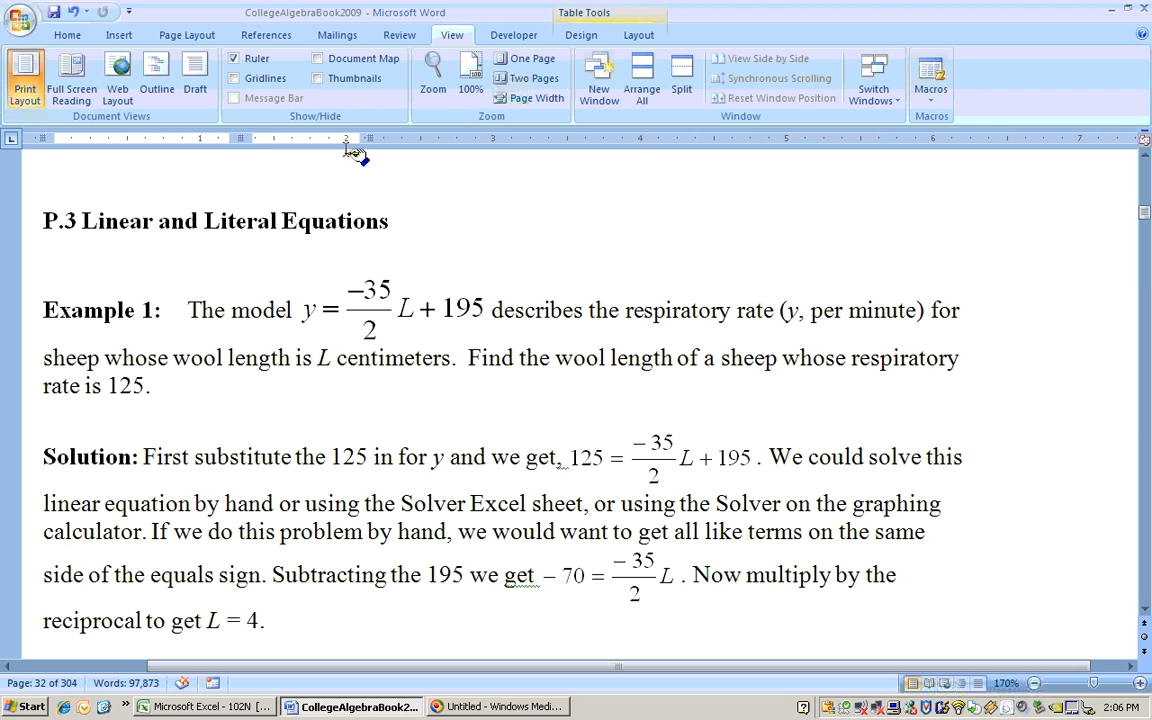 CollegeAlgebraBook2009 - Microsoft Word
Table Tools
Home Insert Page Layout References Mailings Review View Developer Design Layout
Print Layout
Full Screen Reading
Web Layout
Outline
Draft
Ruler
Gridlines
Message Bar
Document Map
Thumbnails
Zoom
100%
One Page
Two Pages
Page Width
New Window
Arrange All
Split
View Side by Side
Synchronous Scrolling
Reset Window Position
Switch Windows
Macros
Document Views Show/Hide Zoom Window Macros
1 2 3 4 5 6 7
P.3 Linear and Literal Equations
Example 1: The model y = -35/2 L + 195 describes the respiratory rate (y, per minute) for
sheep whose wool length is L centimeters. Find the wool length of a sheep whose respiratory
rate is 125.
Solution: First substitute the 125 in for y and we get, 125 = -35/2 L + 195 . We could solve this
linear equation by hand or using the Solver Excel sheet, or using the Solver on the graphing
calculator. If we do this problem by hand, we would want to get all like terms on the same
side of the equals sign. Subtracting the 195 we get -70 = -35/2 L . Now multiply by the
reciprocal to get L = 4.
Page: 32 of 304 Words: 97,873 170%
Start Microsoft Excel - 102N [... CollegeAlgebraBook2... Untitled - Windows Medi... 2:06 PM